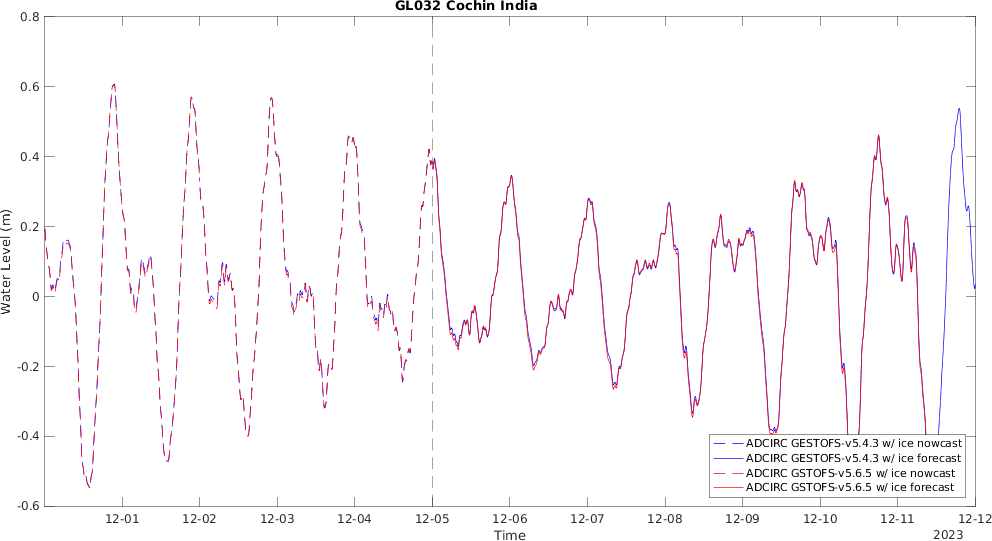 GL032 Cochin India
0.8
0.6
0.4
0.2
0
-0.2
-0.4
-0.6
Water Level (m)
12-01 12-02 12-03 12-04 12-05 12-06 12-07 12-08 12-09 12-10 12-11 12-12
Time
2023
ADCIRC GESTOFS-v5.4.3 w/ ice nowcast
ADCIRC GESTOFS-v5.4.3 w/ ice forecast
ADCIRC GSTOFS-v5.6.5 w/ ice nowcast
ADCIRC GSTOFS-v5.6.5 w/ ice forecast